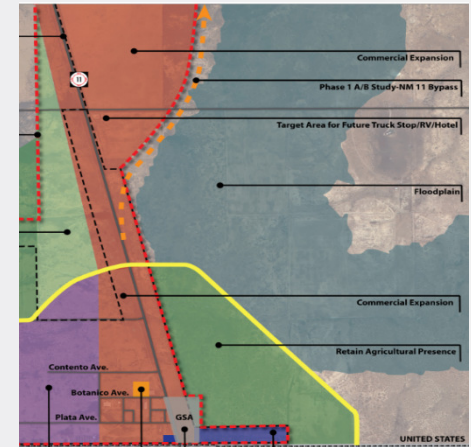 11
Commercial Expansion
Phase 1 A/B Study-NM 11 Bypass
Target Area for Future Truck Stop/RV/Hotel
Floodplain
Commercial Expansion
Retain Agricultural Presence
Contento Ave.
Botanico Ave.
Plata Ave.
GSA
UNITED STATES